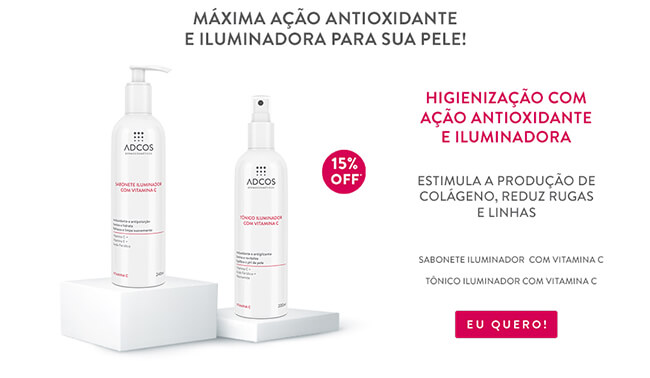 MÁXIMA AÇÃO ANTIOXIDANTE
E ILUMINADORA PARA SUA PELE!
ADCOS
SABONETE ILUMINADOR
COM VITAMINA C
ADCOS
TÔNICO ILUMINADOR
COM VITAMINA C
15%
OFF*
HIGIENIZAÇÃO COM
AÇÃO ANTIOXIDANTE
E ILUMINADORA
ESTIMULA A PRODUÇÃO DE
COLÁGENO, REDUZ RUGAS
E LINHAS
SABONETE ILUMINADOR COM VITAMINA C
TÔNICO ILUMINADOR COM VITAMINA C
EU QUERO!